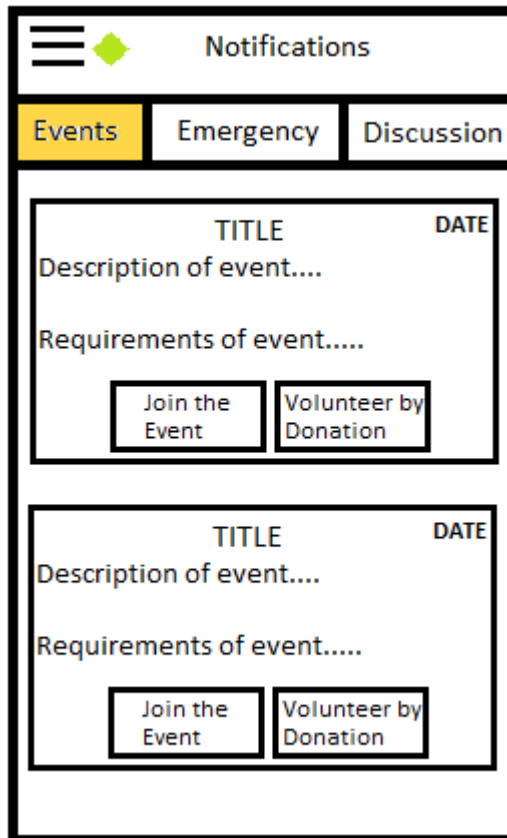 Notifications
Events Emergency Discussion
TITLE DATE
Description of event....
Requirements of event.....
Join the Volunteer by
Event Donation
TITLE DATE
Description of event....
Requirements of event.....
Join the Volunteer by
Event Donation